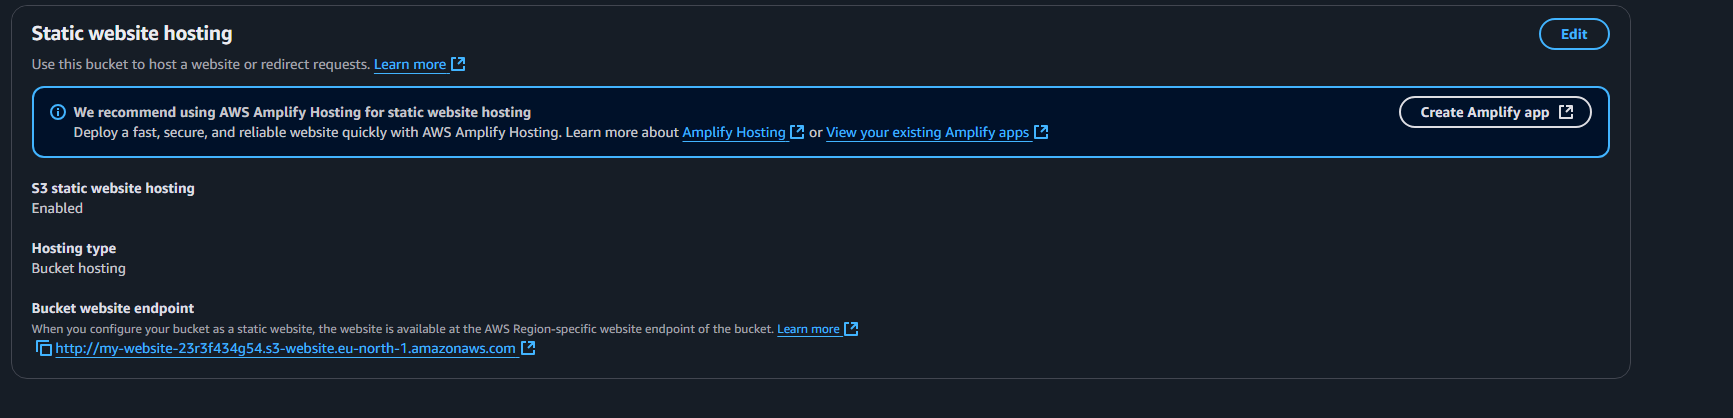 Static website hosting
Edit
Use this bucket to host a website or redirect requests. Learn more
We recommend using AWS Amplify Hosting for static website hosting
Create Amplify app
Deploy a fast, secure, and reliable website quickly with AWS Amplify Hosting. Learn more about Amplify Hosting or View your existing Amplify apps
S3 static website hosting
Enabled
Hosting type
Bucket hosting
Bucket website endpoint
When you configure your bucket as a static website, the website is available at the AWS Region-specific website endpoint of the bucket. Learn more
http://my-website-23r3f434g54.s3-website.eu-north-1.amazonaws.com